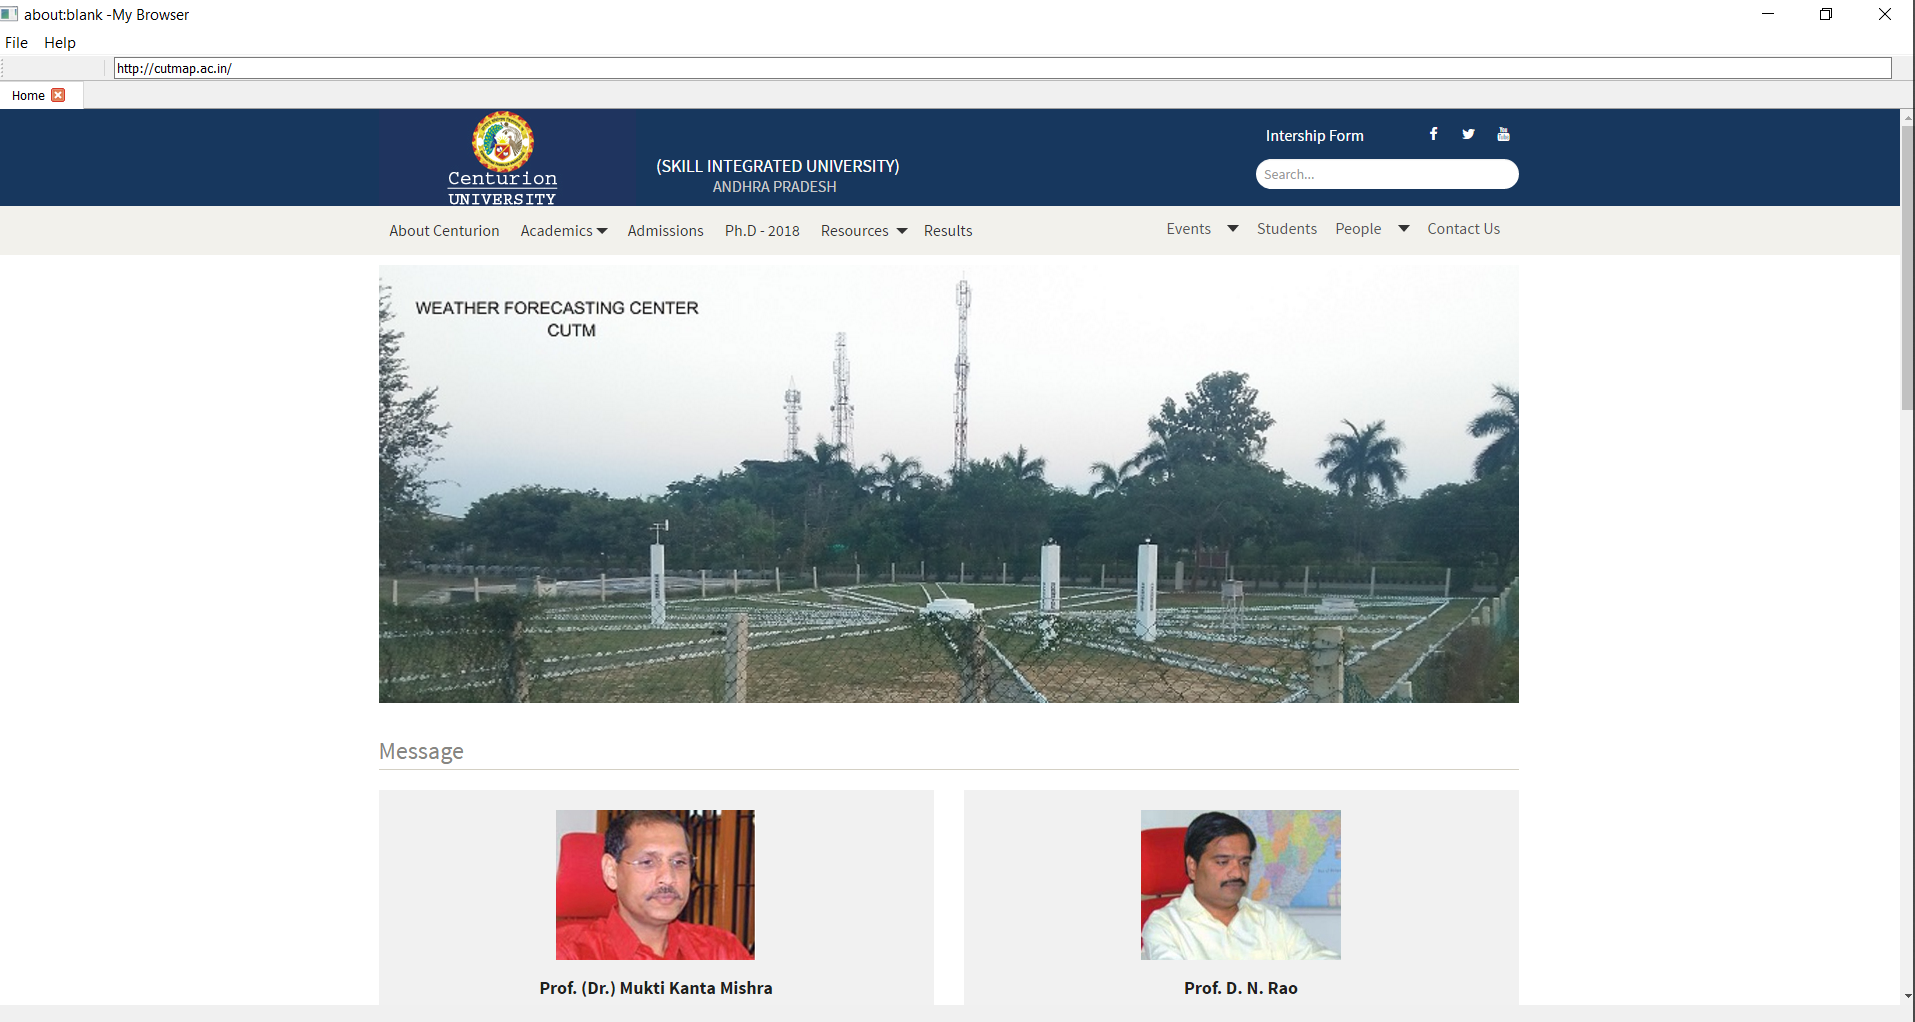 about:blank -My Browser
File Help
http://cutmap.ac.in/
Home
Centurion
UNIVERSITY
(SKILL INTEGRATED UNIVERSITY)
ANDHRA PRADESH
Intership Form
Search...
About Centurion Academics Admissions Ph.D - 2018 Resources Results Events Students People Contact Us
WEATHER FORECASTING CENTER
CUTM
Message
Prof. (Dr.) Mukti Kanta Mishra
Prof. D. N. Rao